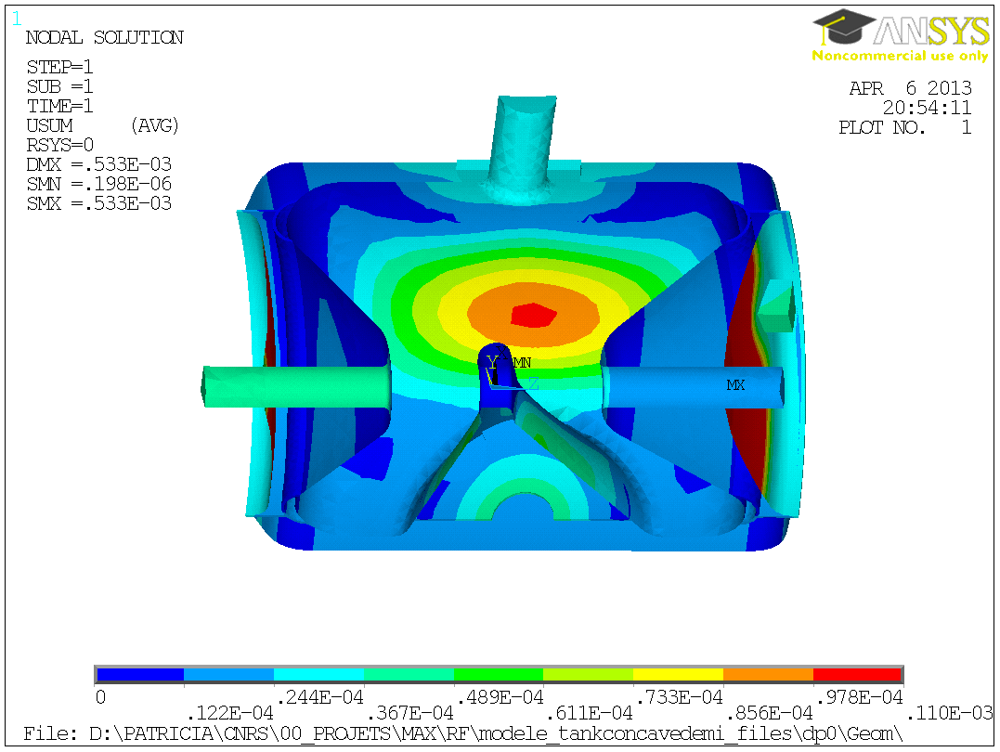 1
NODAL SOLUTION
STEP=1
SUB =1
TIME=1
USUM (AVG)
RSYS=0
DMX =.533E-03
SMN =.198E-06
SMX =.533E-03
ANSYS
Noncommercial use only
APR 6 2013
20:54:11
PLOT NO. 1
Y MN
Z
MX
0 .244E-04 .489E-04 .733E-04 .978E-04
.122E-04 .367E-04 .611E-04 .856E-04 .110E-03
File: D:\PATRICIA\CNRS\00_PROJETS\MAX\RF\modele_tankconcavedemi_files\dp0\Geom\